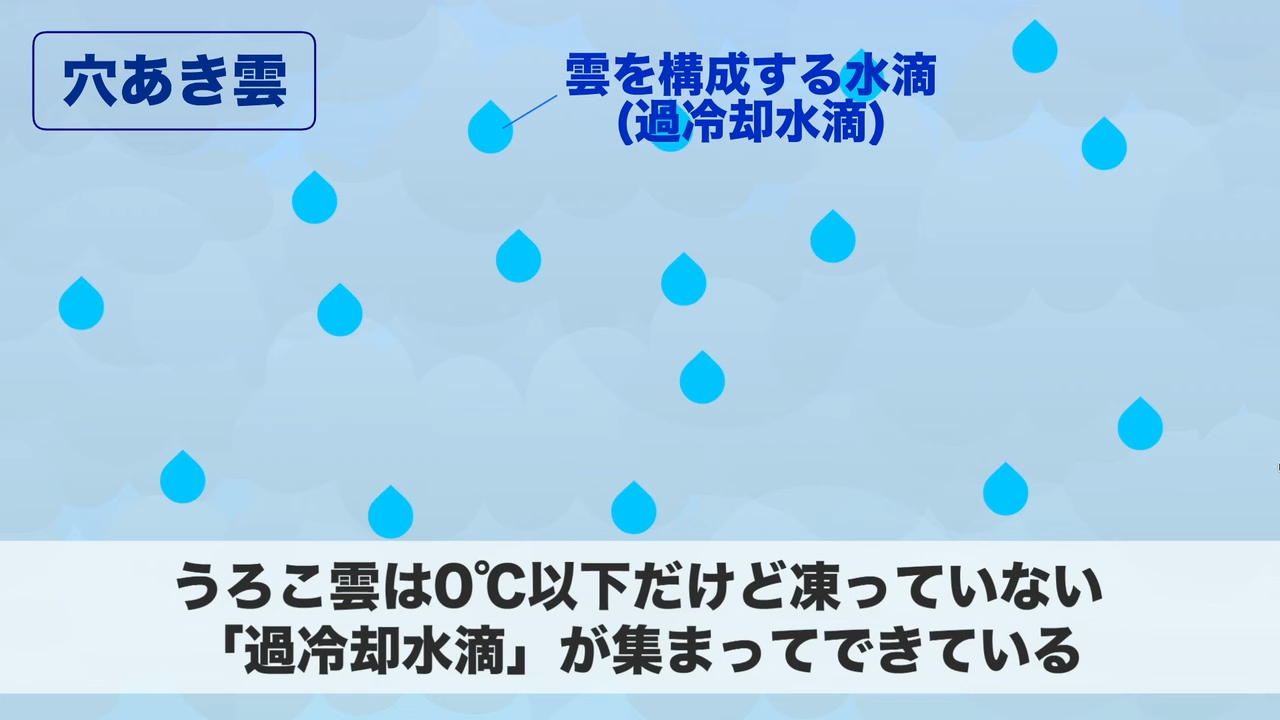 穴あき雲
雲を構成する水滴
(過冷却水滴)
うろこ雲は0℃以下だけど凍っていない
「過冷却水滴」が集まってできている